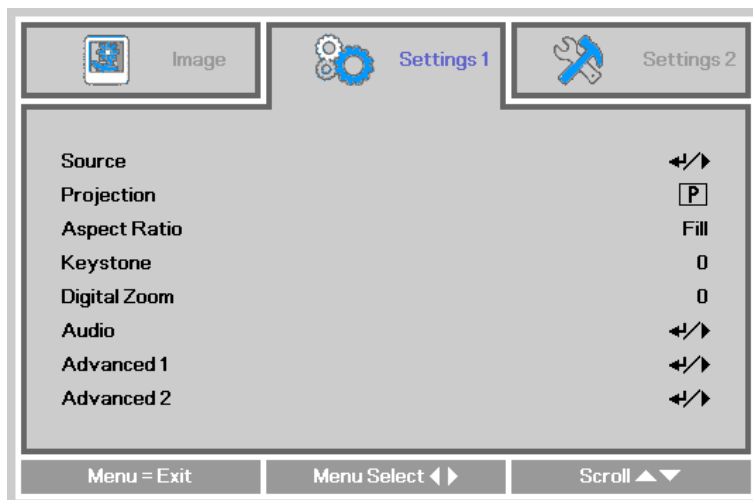 Image
Settings 1
Settings 2
Source
Projection P
Aspect Ratio Fill
Keystone 0
Digital Zoom 0
Audio
Advanced 1
Advanced 2
Menu = Exit
Menu Select
Scroll